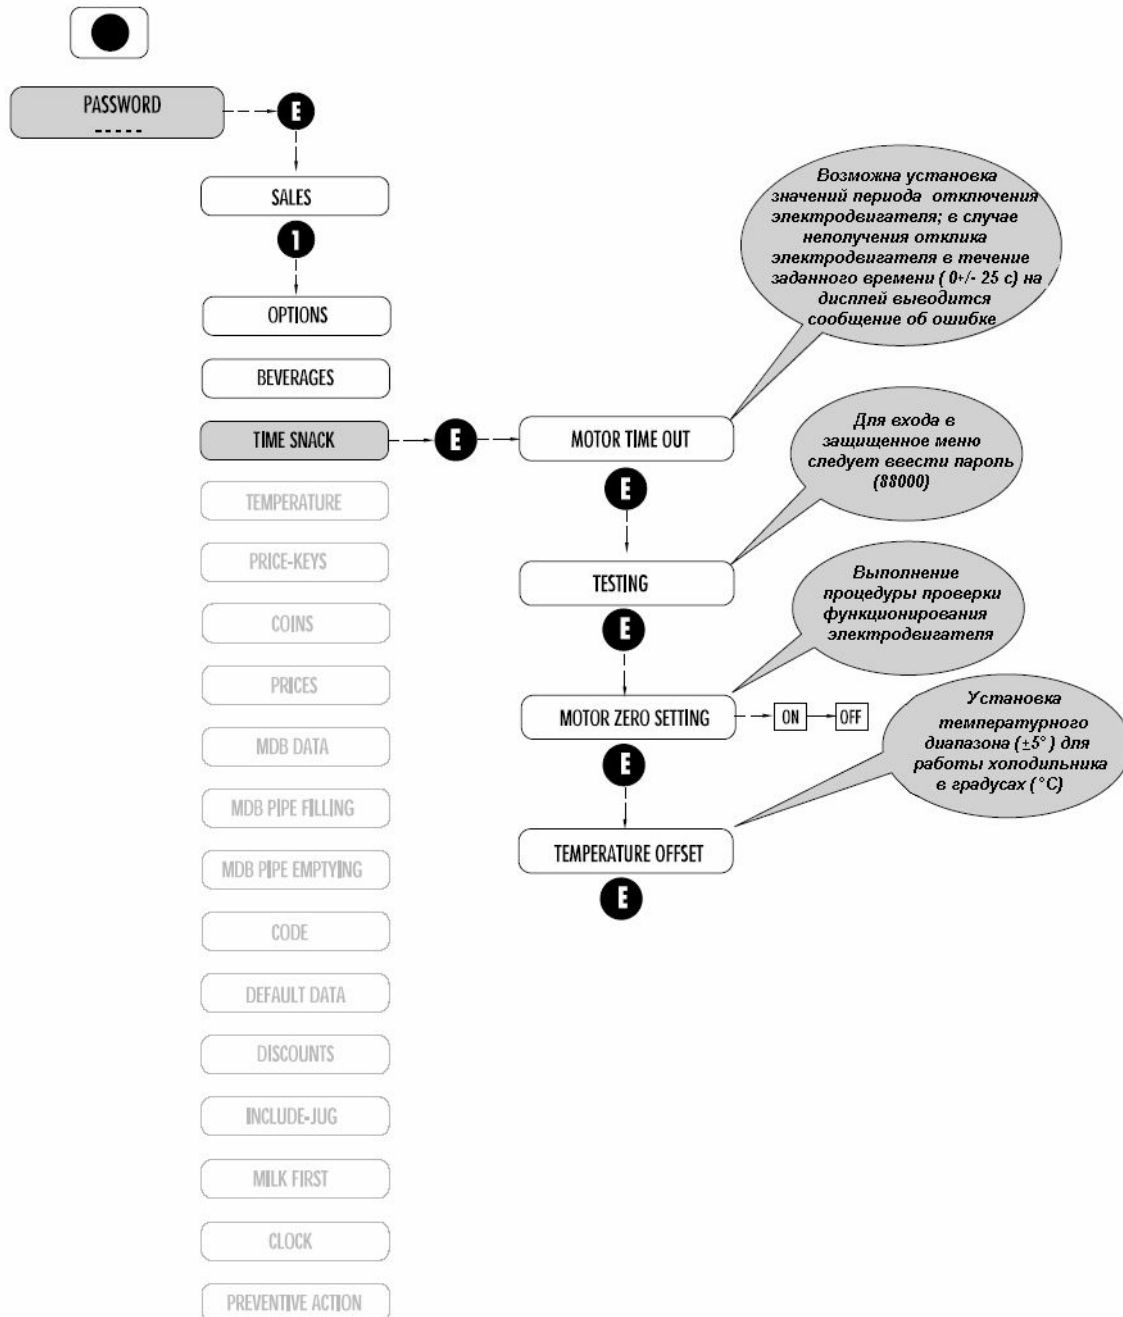 PASSWORD
-----
E
SALES
1
OPTIONS
BEVERAGES
TIME SNACK
E
TEMPERATURE
PRICE-KEYS
COINS
PRICES
MDB DATA
MDB PIPE FILLING
MDB PIPE EMPTYING
CODE
DEFAULT DATA
DISCOUNTS
INCLUDE-JUG
MILK FIRST
CLOCK
PREVENTIVE ACTION
MOTOR TIME OUT
E
TESTING
E
MOTOR ZERO SETTING
ON
OFF
E
TEMPERATURE OFFSET
E
Возможна установка
значений периода отключения
электродвигателя; в случае
неполучения отклика
электродвигателя в течение
заданного времени ( 0+/- 25 с) на
дисплей выводится
сообщение об ошибке
Для входа в
защищенное меню
следует ввести пароль
(88000)
Выполнение
процедуры проверки
функционирования
электродвигателя
Установка
температурного
диапазона (±5° ) для
работы холодильника
в градусах (°C)